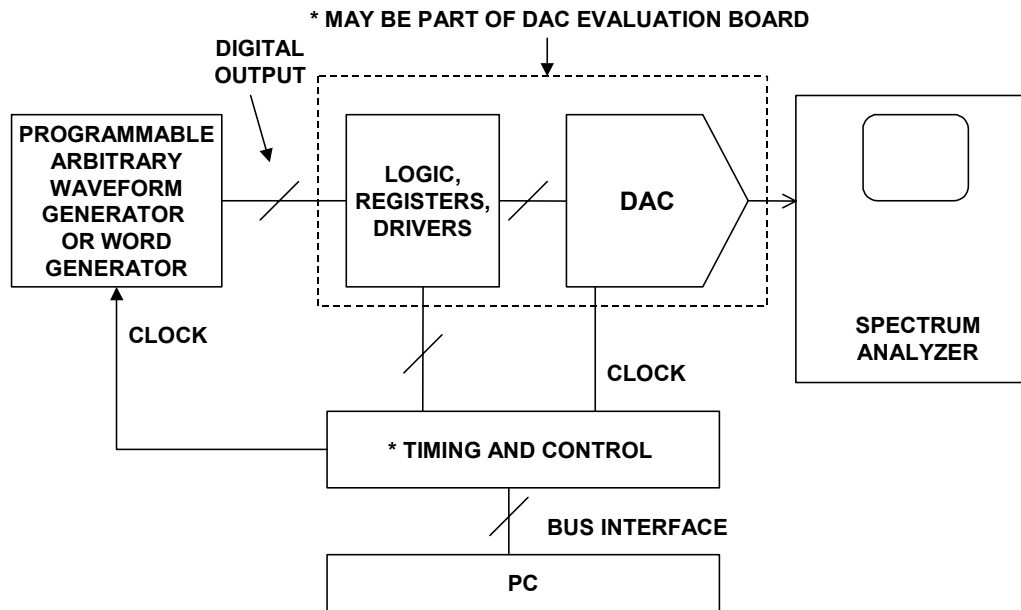 * MAY BE PART OF DAC EVALUATION BOARD
DIGITAL
OUTPUT
PROGRAMMABLE
ARBITRARY
WAVEFORM
GENERATOR
OR WORD
GENERATOR
LOGIC,
REGISTERS,
DRIVERS
DAC
SPECTRUM
ANALYZER
CLOCK
CLOCK
* TIMING AND CONTROL
BUS INTERFACE
PC